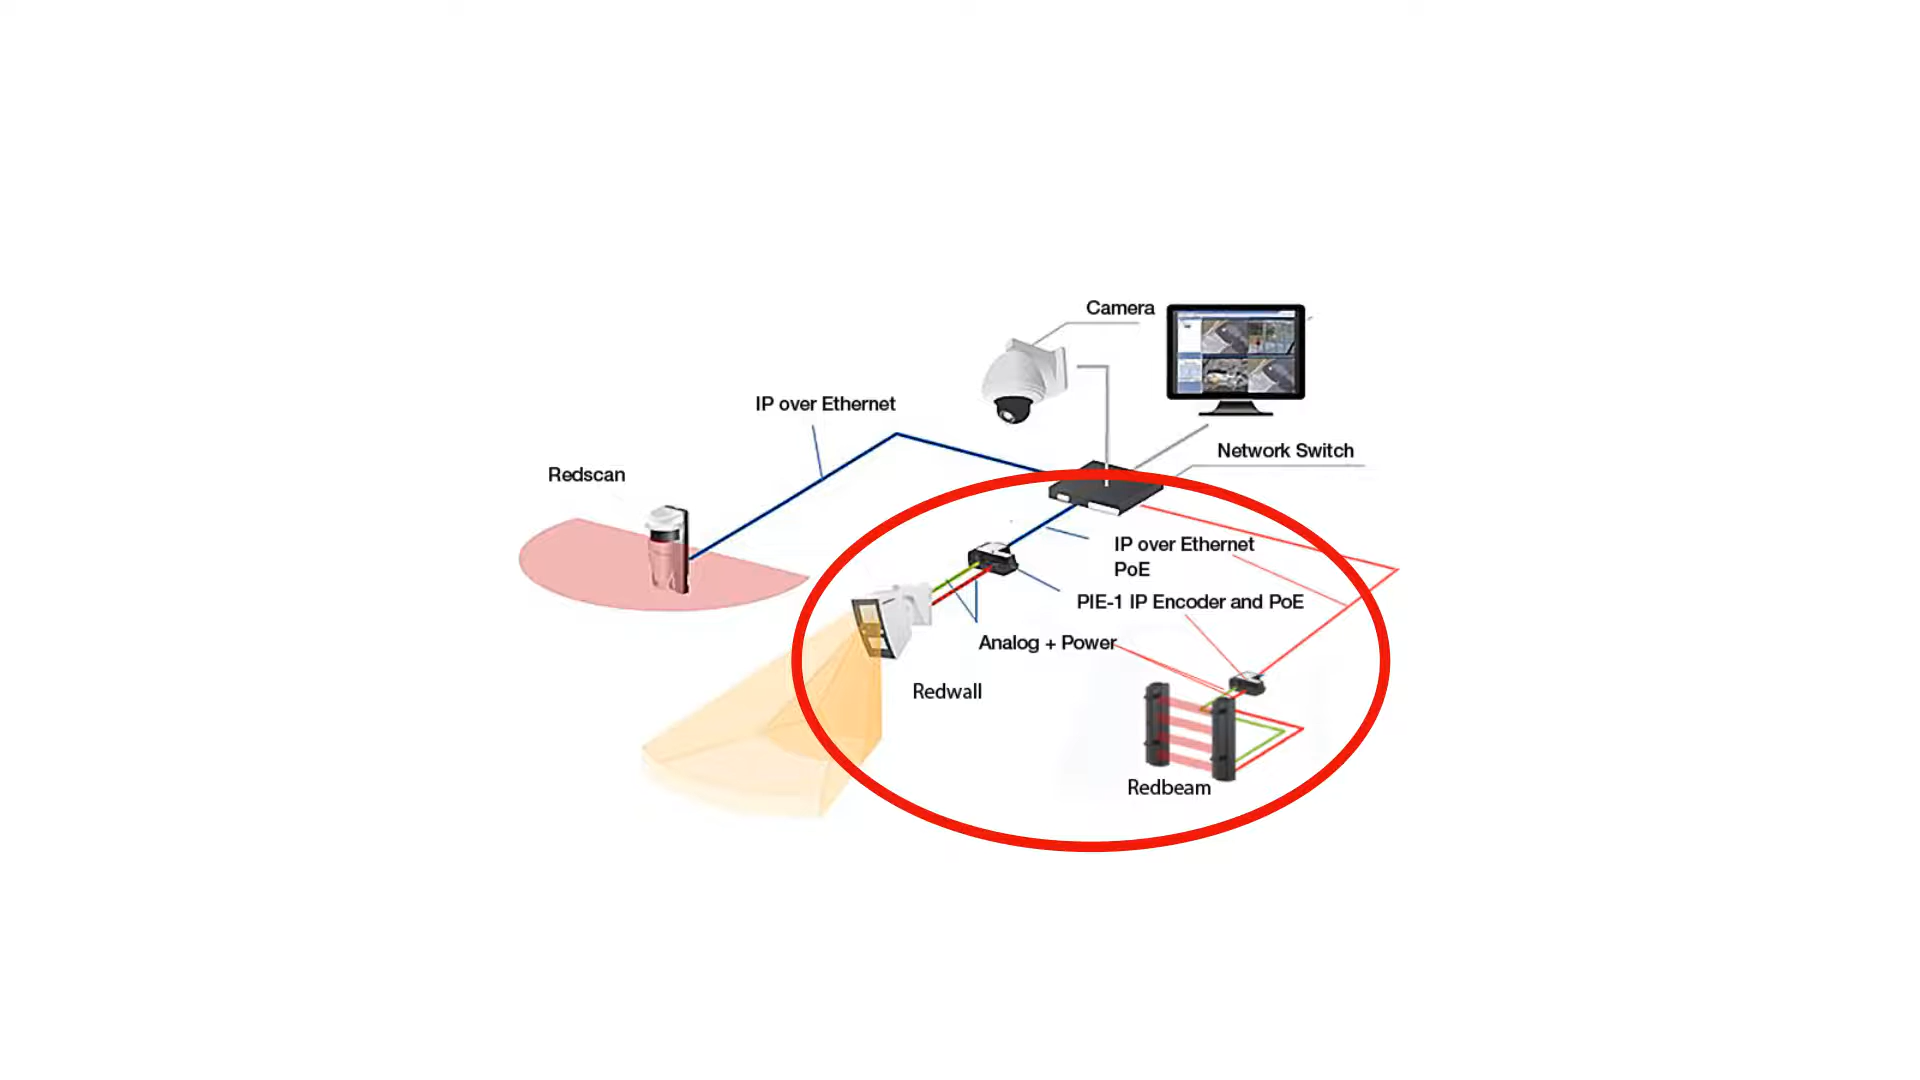 Camera
IP over Ethernet
Network Switch
Redscan
IP over Ethernet
PoE
PIE-1 IP Encoder and PoE
Analog + Power
Redwall
Redbeam